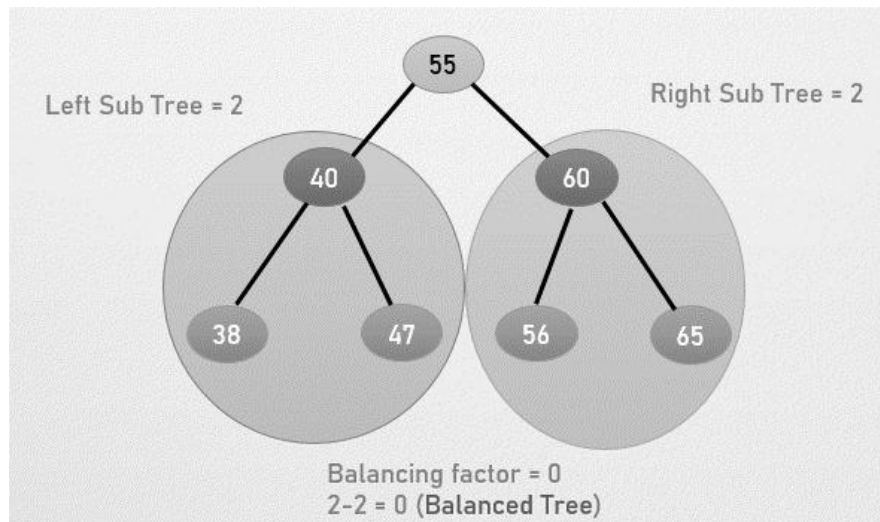 55
Left Sub Tree = 2
Right Sub Tree = 2
40
60
38
47
56
65
Balancing factor = 0
2-2 = 0 (Balanced Tree)